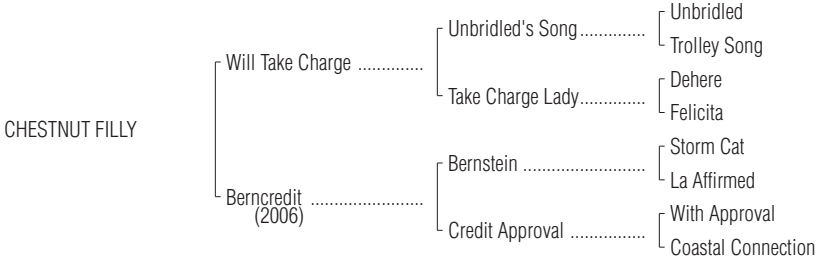 Unbridled
Unbridled's Song..............
Trolley Song
Will Take Charge ..............
Dehere
Take Charge Lady..............
Felicita
CHESTNUT FILLY
Storm Cat
Bernstein ..........................
La Affirmed
Berncredit ........................
(2006)
With Approval
Credit Approval ................
Coastal Connection